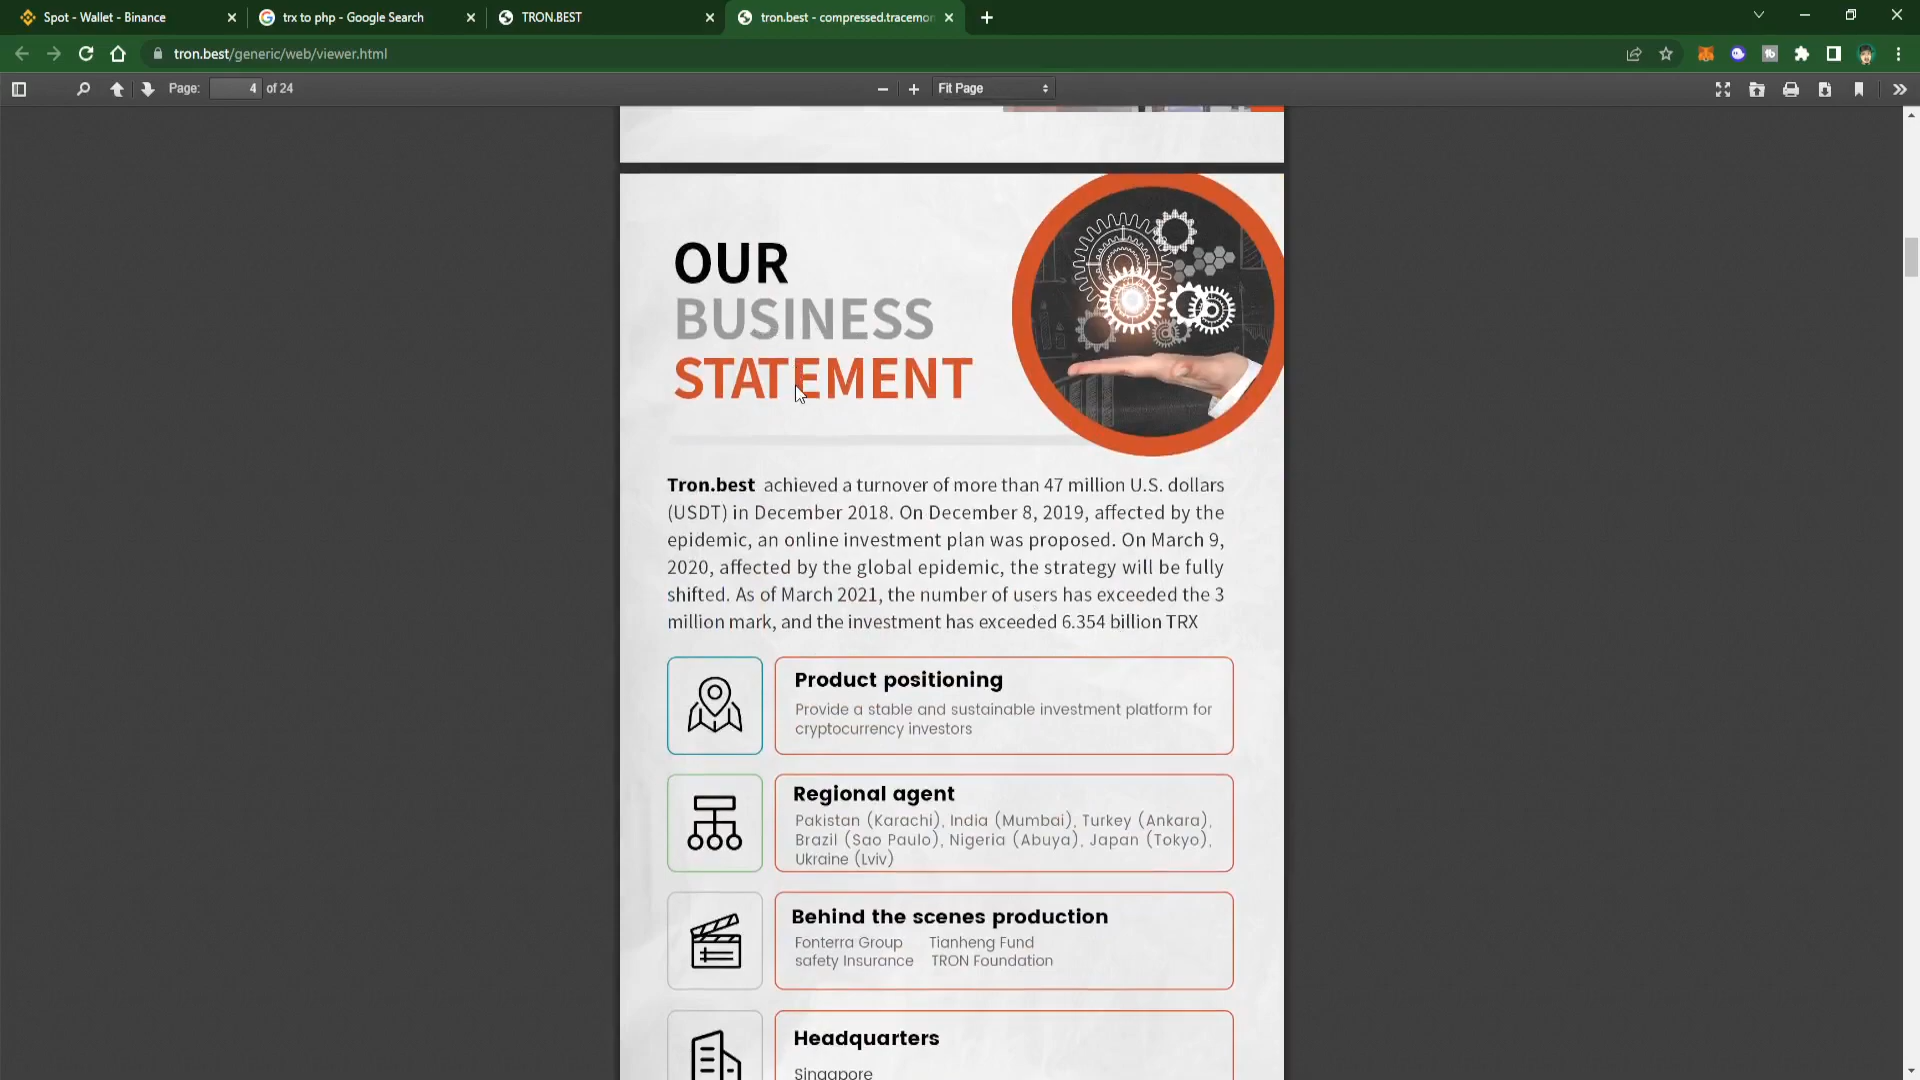 Spot - Wallet - Binance
trx to php - Google Search
TRON.BEST
tron.best - compressed.tracemon
tron.best/generic/web/viewer.html
Page: 4 of 24
Fit Page
OUR
BUSINESS
STATEMENT
Tron.best achieved a turnover of more than 47 million U.S. dollars
(USDT) in December 2018. On December 8, 2019, affected by the
epidemic, an online investment plan was proposed. On March 9,
2020, affected by the global epidemic, the strategy will be fully
shifted. As of March 2021, the number of users has exceeded the 3
million mark, and the investment has exceeded 6.354 billion TRX
Product positioning
Provide a stable and sustainable investment platform for
cryptocurrency investors
Regional agent
Pakistan (Karachi), India (Mumbai), Turkey (Ankara),
Brazil (Sao Paulo), Nigeria (Abuya), Japan (Tokyo),
Ukraine (Lviv)
Behind the scenes production
Fonterra Group Tianheng Fund
safety Insurance TRON Foundation
Headquarters
Singapore